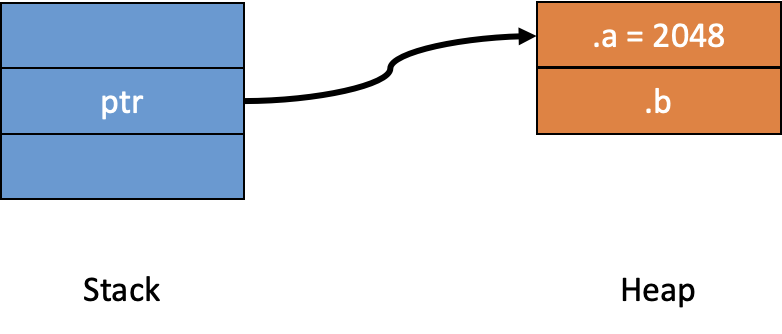 .a = 2048
ptr
.b
Stack
Heap